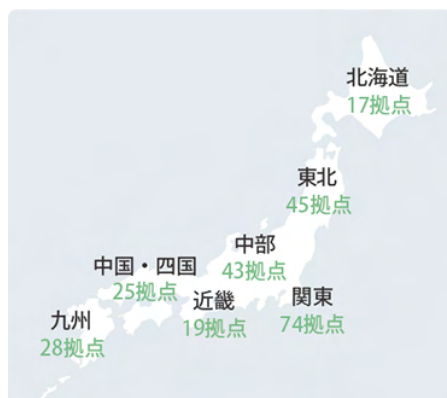 北海道
17拠点
東北
45拠点
中部
43拠点
中国・四国
25拠点
近畿
19拠点
関東
74拠点
九州
28拠点